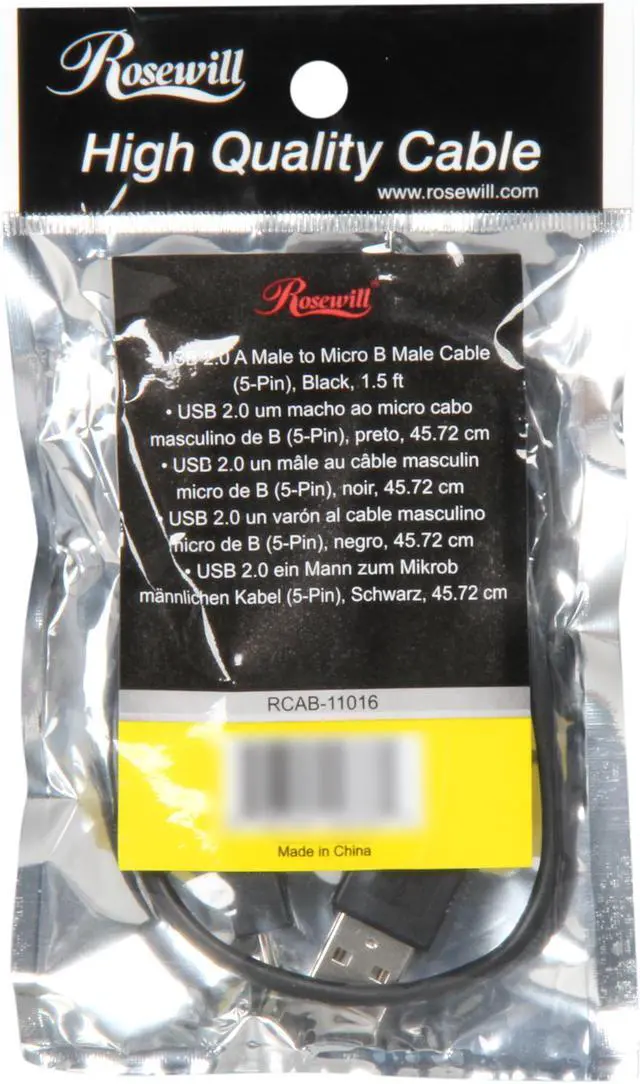 Rosewill
High Quality Cable
www.rosewill.com
Rosewill®
USB 2.0 A Male to Micro B Male Cable
(5-Pin), Black, 1.5 ft
• USB 2.0 um macho ao micro cabo
masculino de B (5-Pin), preto, 45.72 cm
• USB 2.0 un mâle au câble masculin
micro de B (5-Pin), noir, 45.72 cm
USB 2.0 un varón al cable masculino
micro de B (5-Pin), negro, 45.72 cm
• USB 2.0 ein Mann zum Mikrob
männlichen Kabel (5-Pin), Schwarz, 45.72 cm
RCAB-11016
Made in China